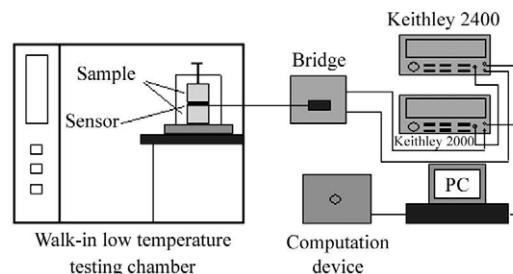 Keithley 2400
Bridge
Sample
Sensor
Keithley 2000
PC
Walk-in low temperature
testing chamber
Computation
device